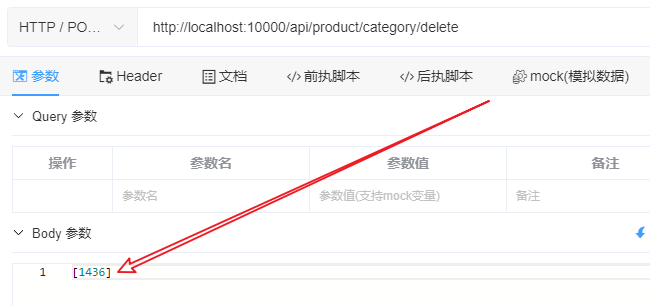 HTTP / PO... http://localhost:10000/api/product/category/delete
参数 Header 文档 前执脚本 后执脚本 mock(模拟数据)
Query 参数
操作 参数名 参数值 备注
参数名 参数值(支持mock变量) 备注
Body 参数
1 [1436]